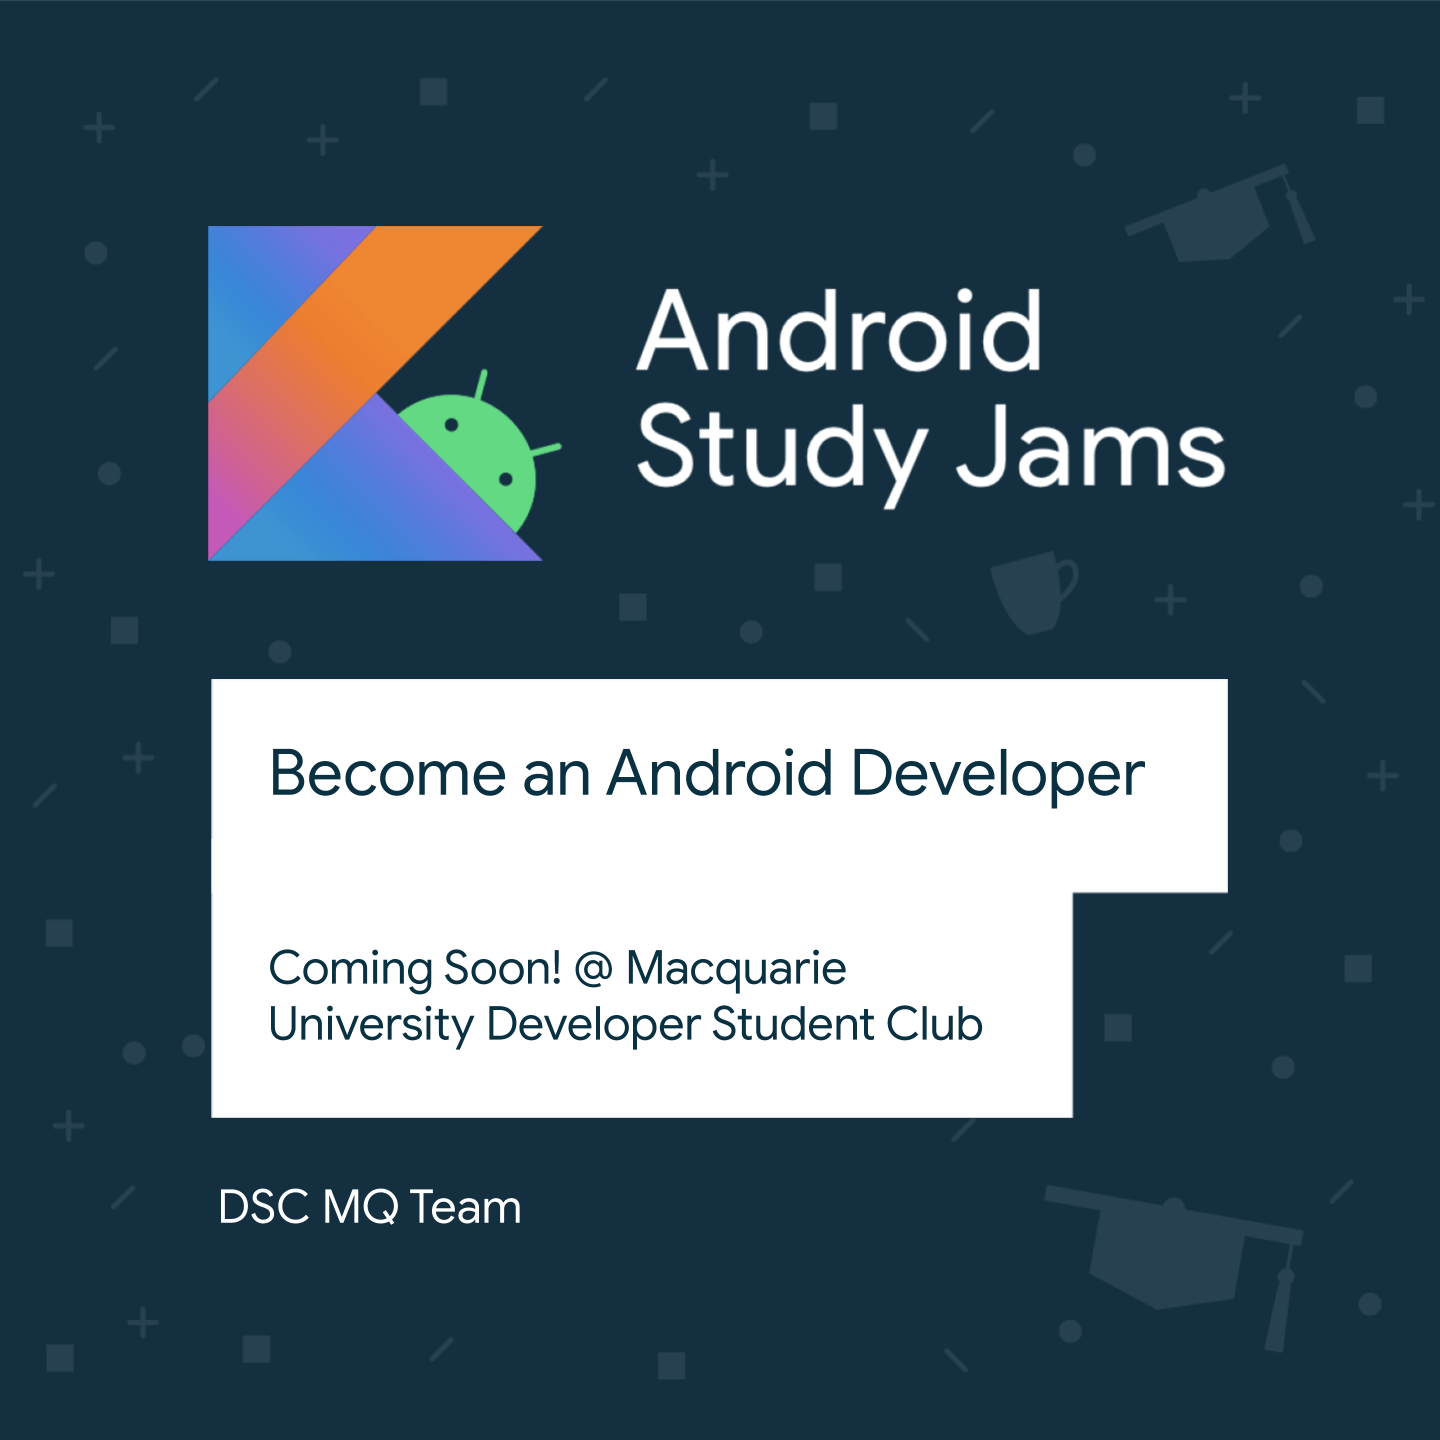 Android
Study Jams
Become an Android Developer
Coming Soon! @ Macquarie
University Developer Student Club
DSC MQ Team